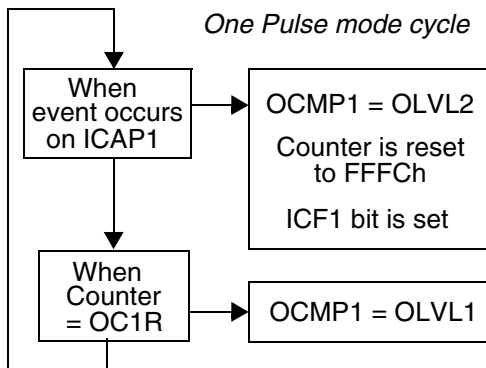 One Pulse mode cycle
When
event occurs
on ICAP1
OCMP1 = OLVL2
Counter is reset
to FFFCh
ICF1 bit is set
When
Counter
= OC1R
OCMP1 = OLVL1